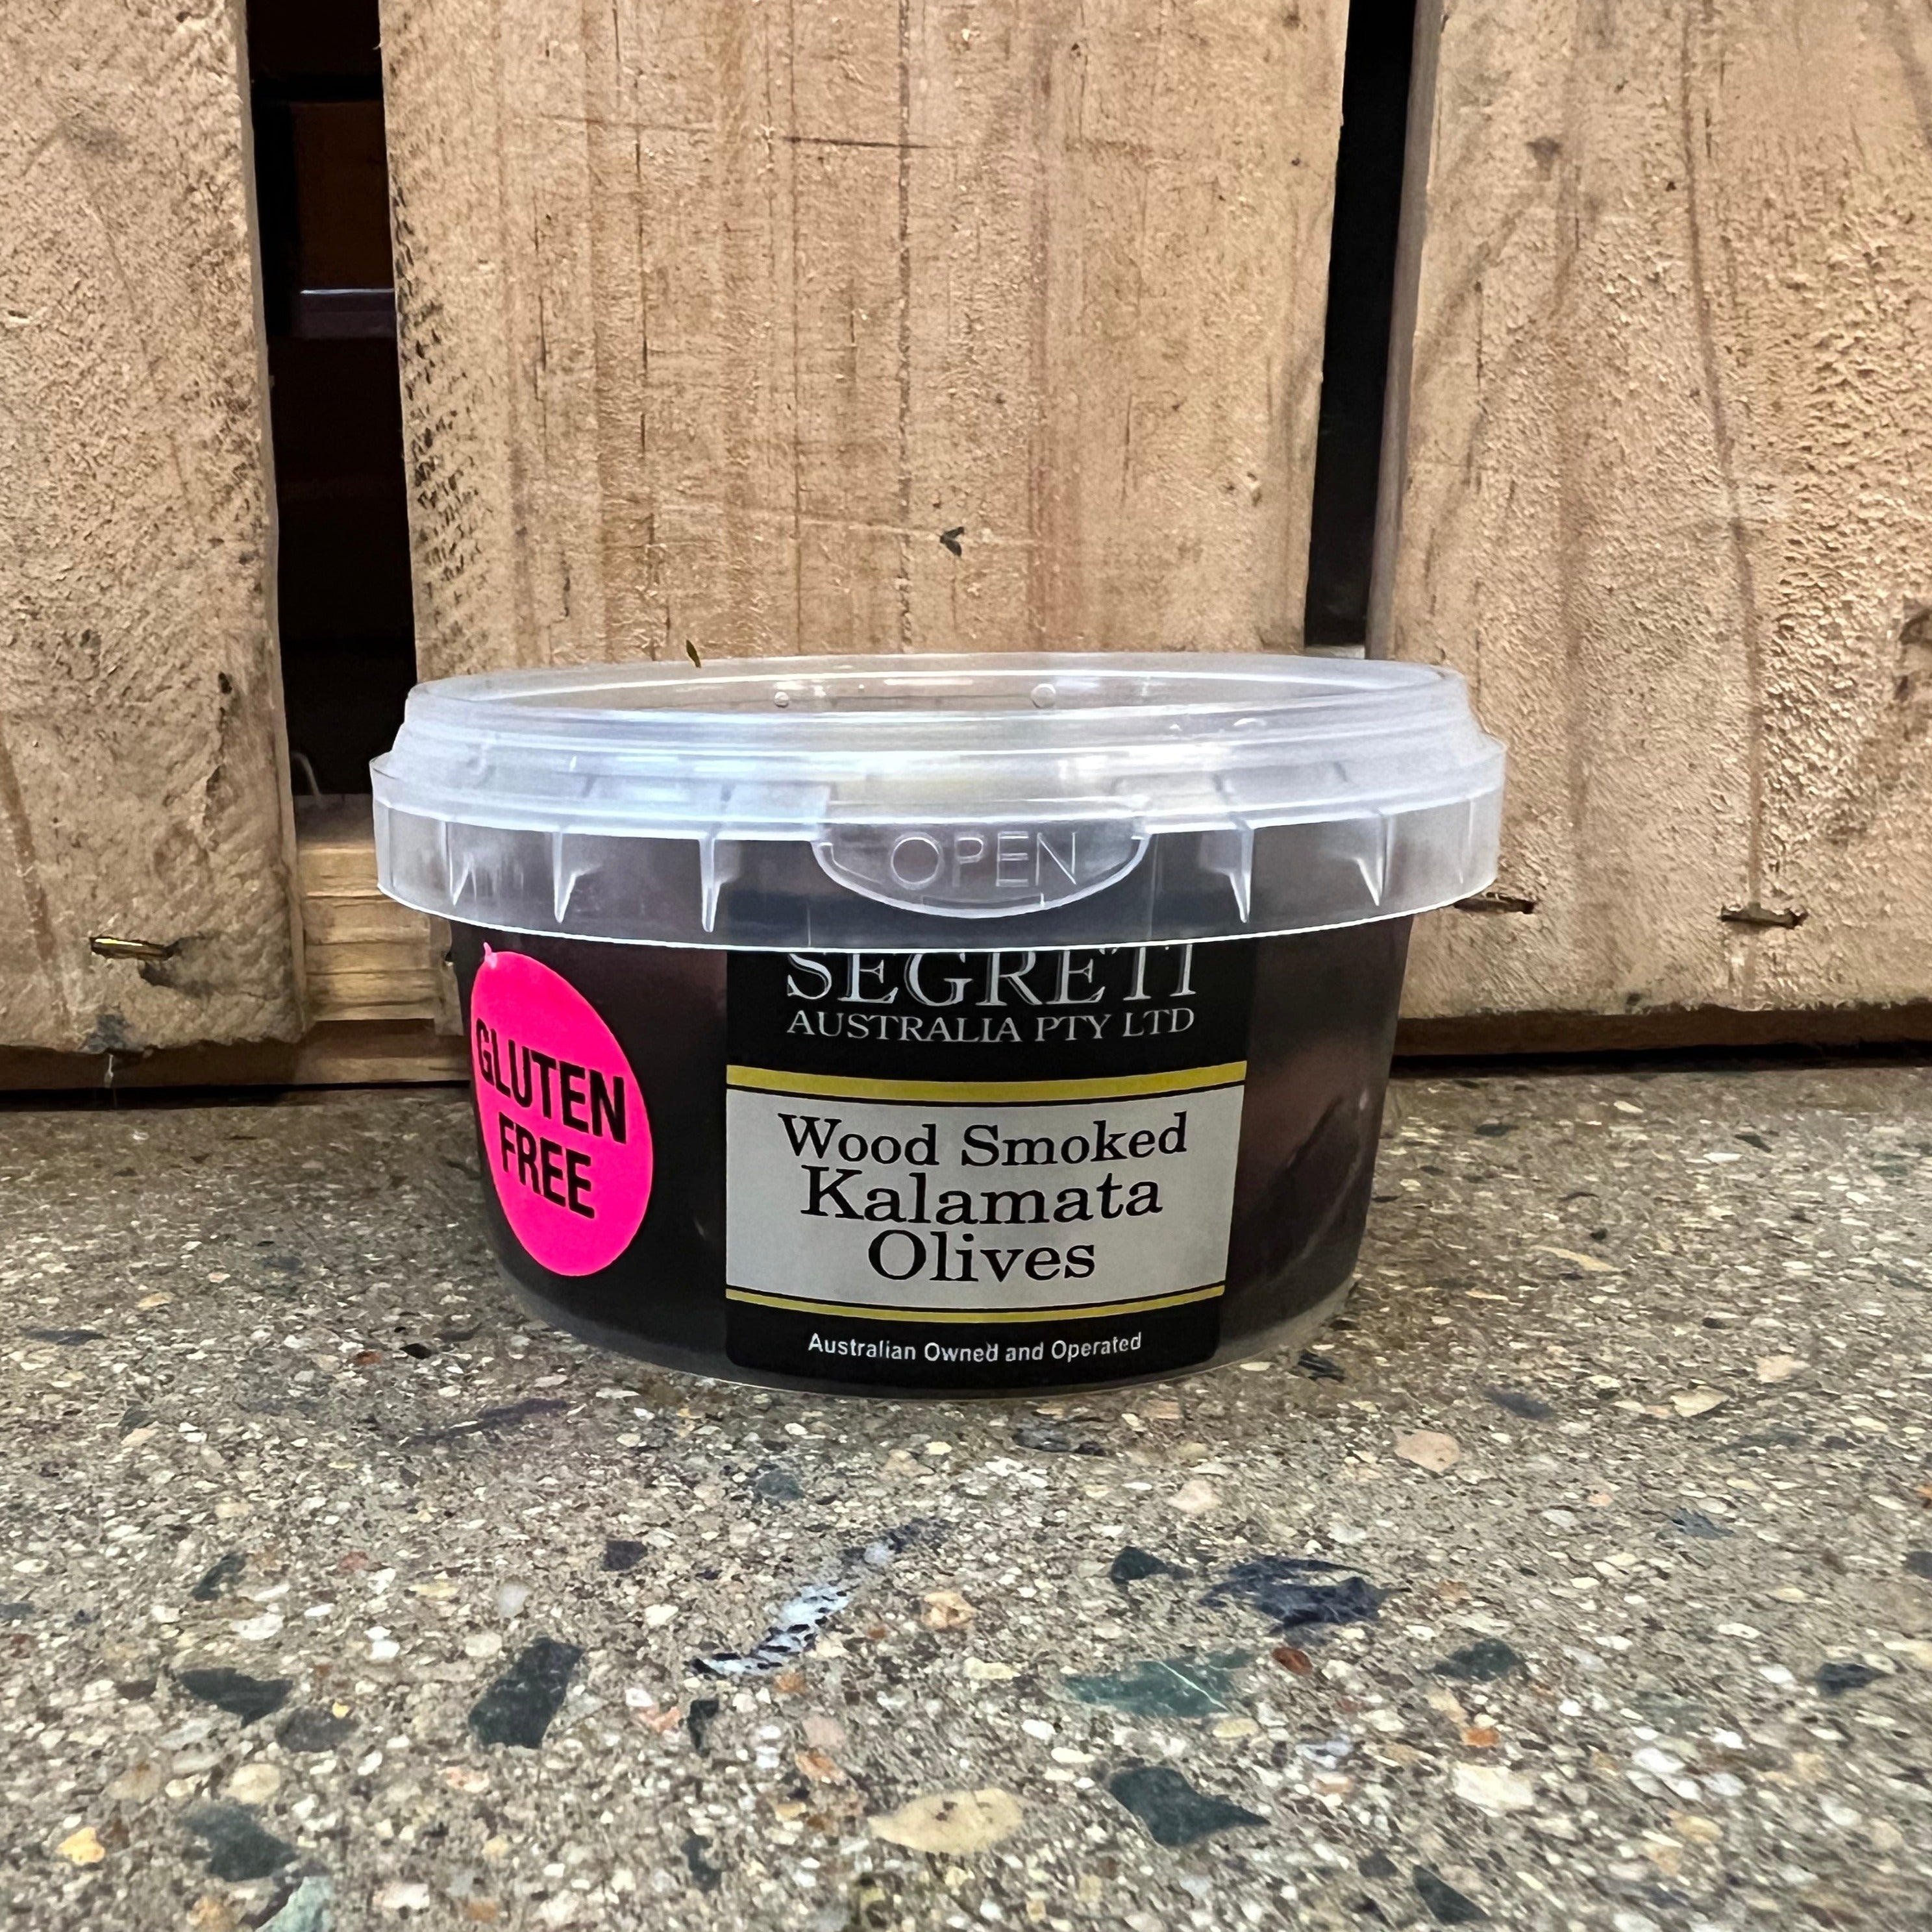 OPEN
SEGRETI
AUSTRALIA PTY LTD
GLUTEN
FREE
Wood Smoked
Kalamata
Olives
Australian Owned and Operated